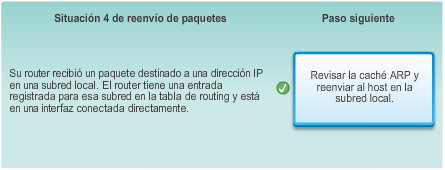 Situación 4 de reenvío de paquetes
Paso siguiente
Su router recibió un paquete destinado a una dirección IP
en una subred local. El router tiene una entrada
registrada para esa subred en la tabla de routing y está
en una interfaz conectada directamente.
Revisar la caché ARP y
reenviar al host en la
subred local.